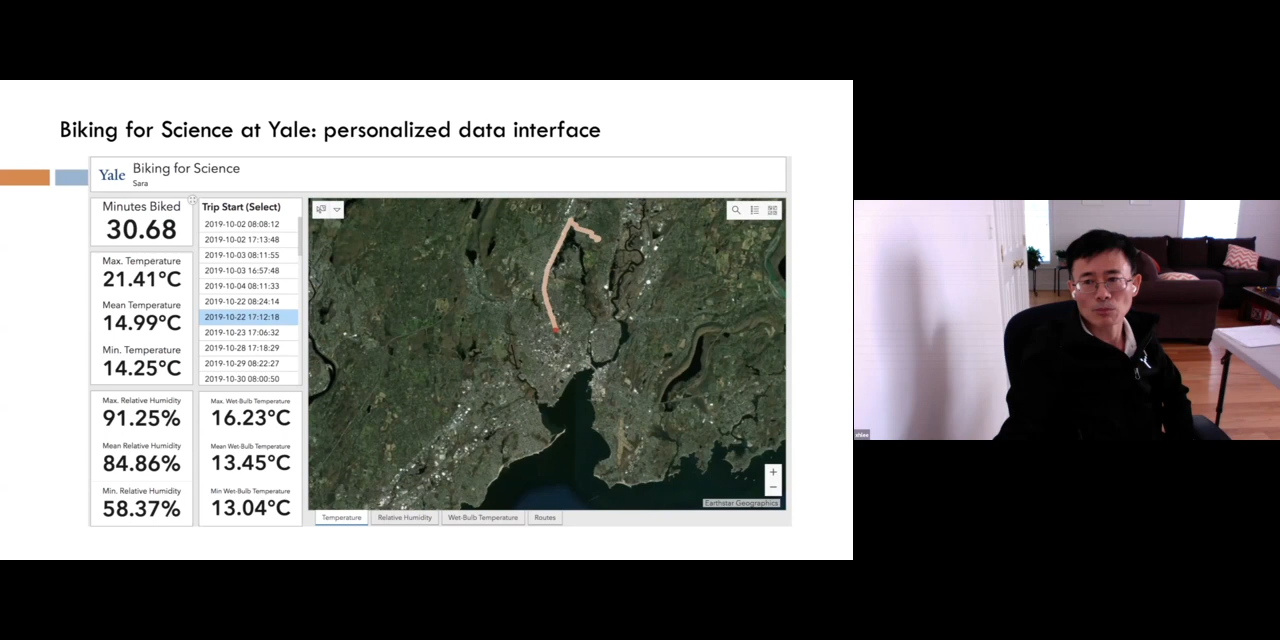 Biking for Science at Yale: personalized data interface
Yale
Biking for Science
Sara
Minutes Biked
30.68
Max. Temperature
21.41°C
Mean Temperature
14.99°C
Min. Temperature
14.25°C
Max. Relative Humidity
91.25%
Mean Relative Humidity
84.86%
Min. Relative Humidity
58.37%
Trip Start (Select)
2019-10-02 08:08:12
2019-10-02 17:13:48
2019-10-03 08:11:55
2019-10-03 16:57:48
2019-10-04 08:11:33
2019-10-22 08:24:14
2019-10-22 17:12:18
2019-10-23 17:06:32
2019-10-28 17:18:29
2019-10-29 08:22:27
2019-10-30 08:00:50
Max. Wet-Bulb Temperature
16.23°C
Mean Wet-Bulb Temperature
13.45°C
Min Wet-Bulb Temperature
13.04°C
+
−
Earthstar Geographics
Temperature
Relative Humidity
Wet-Bulb Temperature
Routes